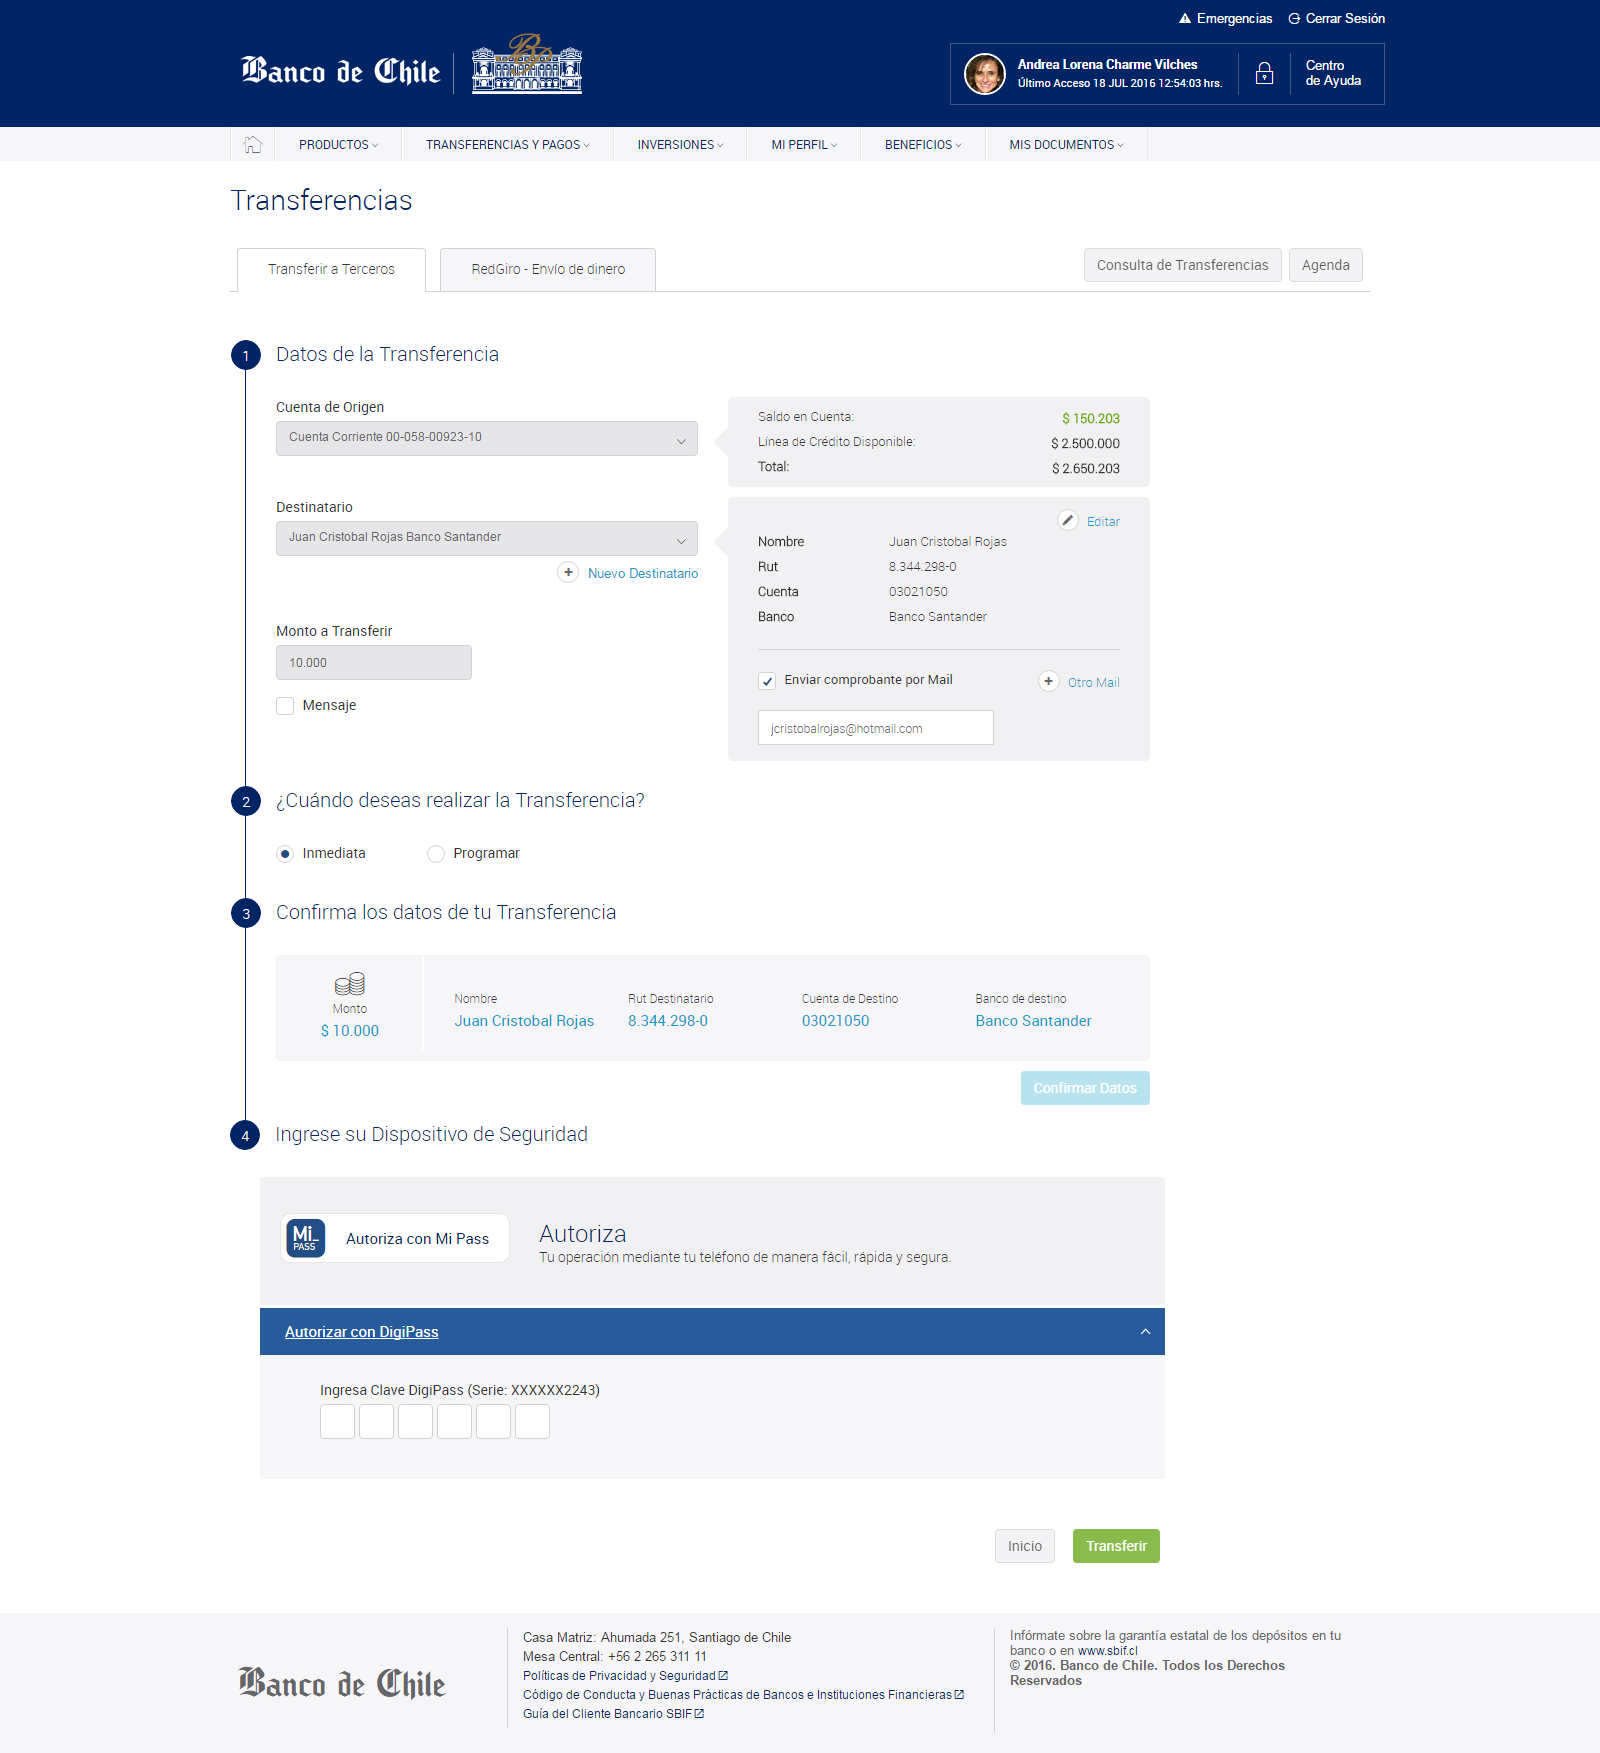 Emergencias
Cerrar Sesión
Banco de Chile
Andrea Lorena Charme Vilches
Último Acceso 18 JUL 2016 12:54:03 hrs.
Centro
de Ayuda
PRODUCTOS
TRANSFERENCIAS Y PAGOS
INVERSIONES
MI PERFIL
BENEFICIOS
MIS DOCUMENTOS
Transferencias
Transferir a Terceros
RedGiro - Envío de dinero
Consulta de Transferencias
Agenda
1 Datos de la Transferencia
Cuenta de Origen
Cuenta Corriente 00-058-00923-10
Saldo en Cuenta: $ 150.203
Línea de Crédito Disponible: $ 2.500.000
Total: $ 2.650.203
Destinatario
Juan Cristobal Rojas Banco Santander
Nuevo Destinatario
Editar
Nombre Juan Cristobal Rojas
Rut 8.344.298-0
Cuenta 03021050
Banco Banco Santander
Monto a Transferir
10.000
Mensaje
Enviar comprobante por Mail
Otro Mail
jcristobalrojas@hotmail.com
2 ¿Cuándo deseas realizar la Transferencia?
Inmediata
Programar
3 Confirma los datos de tu Transferencia
Monto
$ 10.000
Nombre
Juan Cristobal Rojas
Rut Destinatario
8.344.298-0
Cuenta de Destino
03021050
Banco de destino
Banco Santander
Confirmar Datos
4 Ingrese su Dispositivo de Seguridad
Mi_
PASS
Autoriza con Mi Pass
Autoriza
Tu operación mediante tu teléfono de manera fácil, rápida y segura.
Autorizar con DigiPass
Ingresa Clave DigiPass (Serie: XXXXXX2243)
Inicio
Transferir
Banco de Chile
Casa Matriz: Ahumada 251, Santiago de Chile
Mesa Central: +56 2 265 311 11
Políticas de Privacidad y Seguridad
Código de Conducta y Buenas Prácticas de Bancos e Instituciones Financieras
Guía del Cliente Bancario SBIF
Infórmate sobre la garantía estatal de los depósitos en tu
banco o en www.sbif.cl
© 2016. Banco de Chile. Todos los Derechos
Reservados